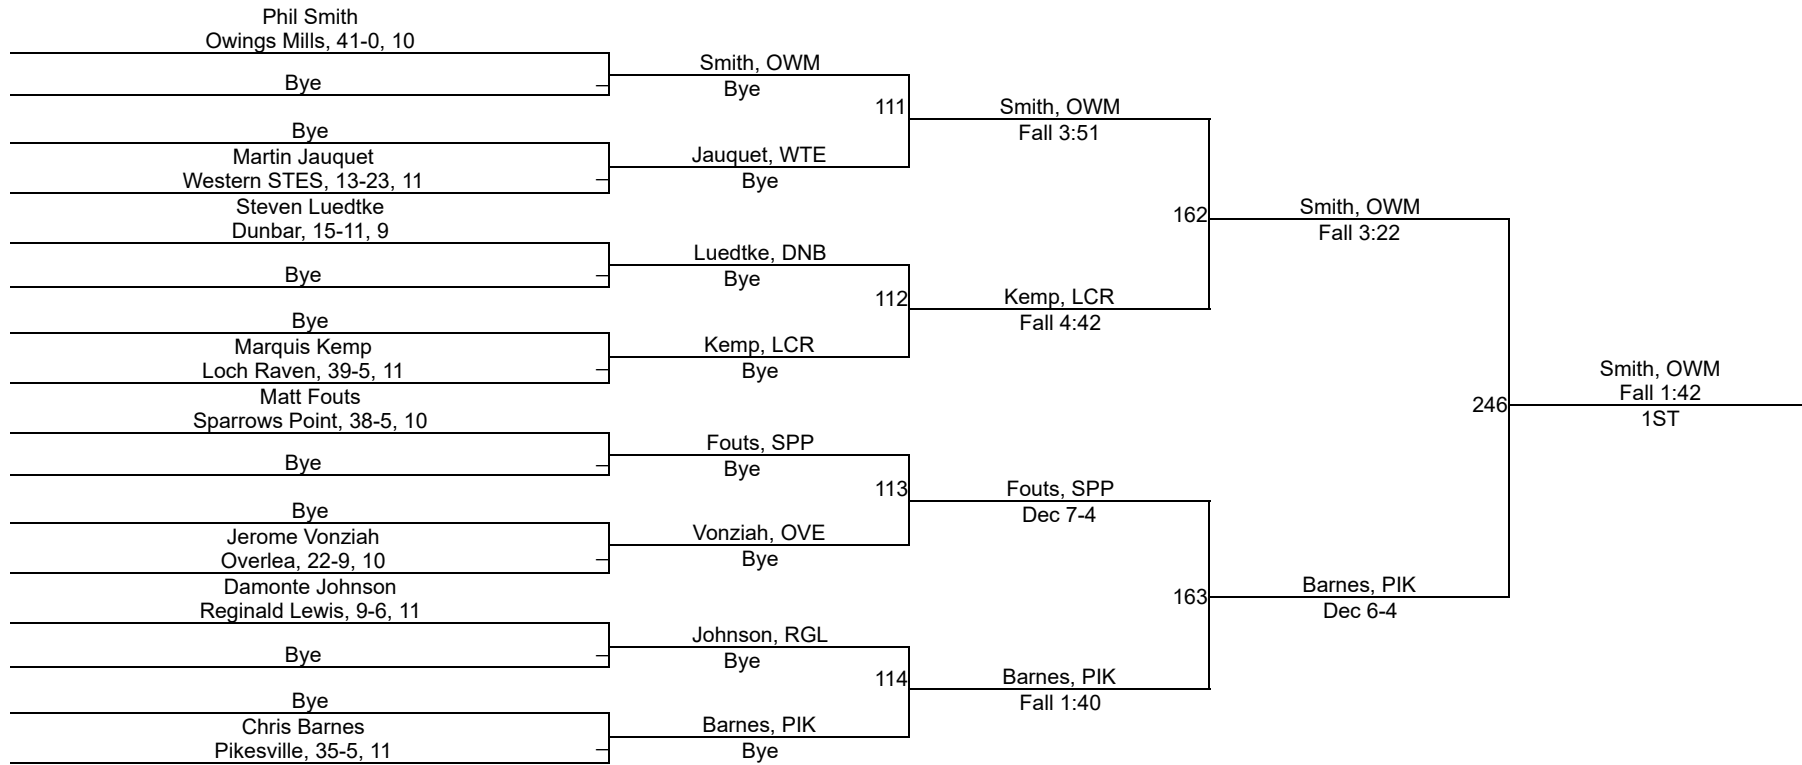 Phil Smith
Owings Mills, 41-0, 10
Bye
Bye
Martin Jauquet
Western STES, 13-23, 11
Steven Luedtke
Dunbar, 15-11, 9
Bye
Bye
Marquis Kemp
Loch Raven, 39-5, 11
Matt Fouts
Sparrows Point, 38-5, 10
Bye
Bye
Jerome Vonziah
Overlea, 22-9, 10
Damonte Johnson
Reginald Lewis, 9-6, 11
Bye
Bye
Chris Barnes
Pikesville, 35-5, 11
Smith, OWM
Bye
111
Jauquet, WTE
Bye
Luedtke, DNB
Bye
112
Kemp, LCR
Bye
Fouts, SPP
Bye
113
Vonziah, OVE
Bye
Johnson, RGL
Bye
114
Barnes, PIK
Bye
Smith, OWM
Fall 3:51
162
Kemp, LCR
Fall 4:42
Fouts, SPP
Dec 7-4
163
Barnes, PIK
Fall 1:40
Smith, OWM
Fall 3:22
246
Barnes, PIK
Dec 6-4
Smith, OWM
Fall 1:42
1ST